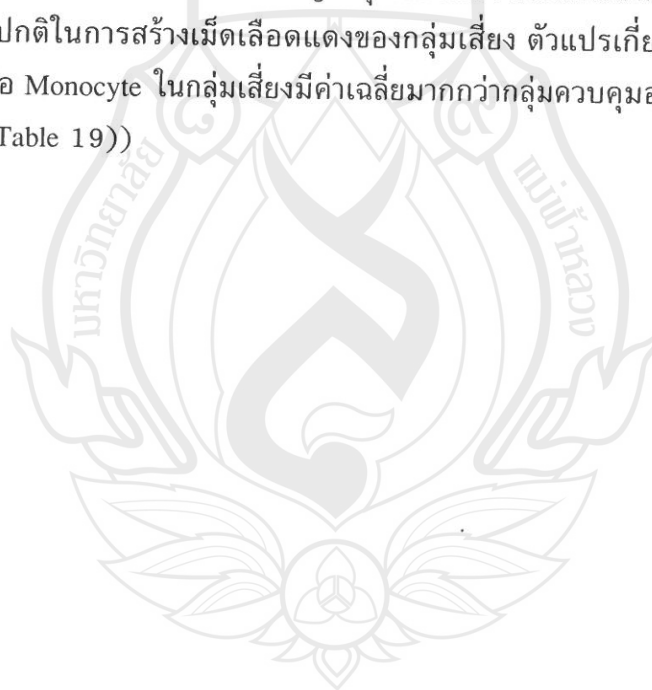 ปกติในการสร้างเม็ดเลือดแดงของกลุ่มเสี่ยง ตัวแปรเกี่ย
อ Monocyte ในกลุ่มเสี่ยงมีค่าเฉลี่ยมากกว่ากลุ่มควบคุมอ
Table 19))
มหาวิทยาลัย
แม่ฟ้าหลวง